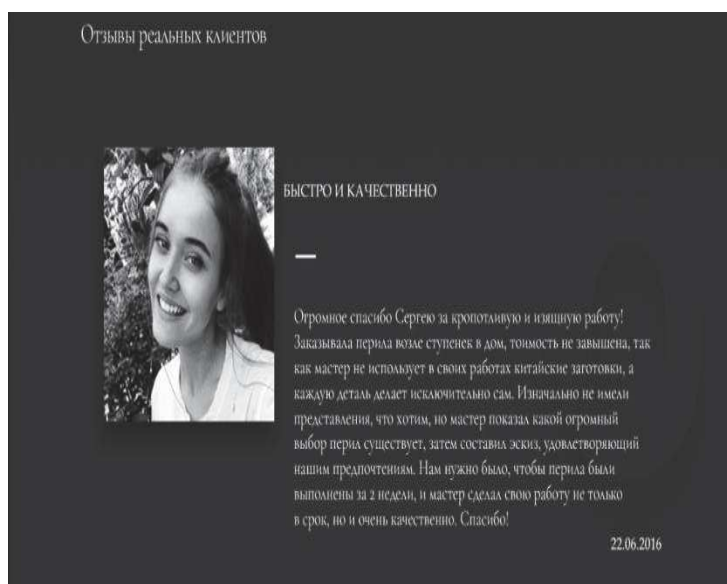 Отзывы реальных клиентов
БЫСТРО И КАЧЕСТВЕННО
Огромное спасибо Сергею за кропотливую и изящную работу!
Заказывала перила возле ступенек в дом, тоимость не завышена, так
как мастер не использует в своих работах китайские заготовки, а
каждую деталь делает исключительно сам. Изначально не имели
представления, что хотим, но мастер показал какой огромный
выбор перил существует, затем составил эскиз, удовлетворяющий
нашим предпочтениям. Нам нужно было, чтобы перила были
выполнены за 2 недели, и мастер сделал свою работу не только
в срок, но и очень качественно. Спасибо!
22.06.2016